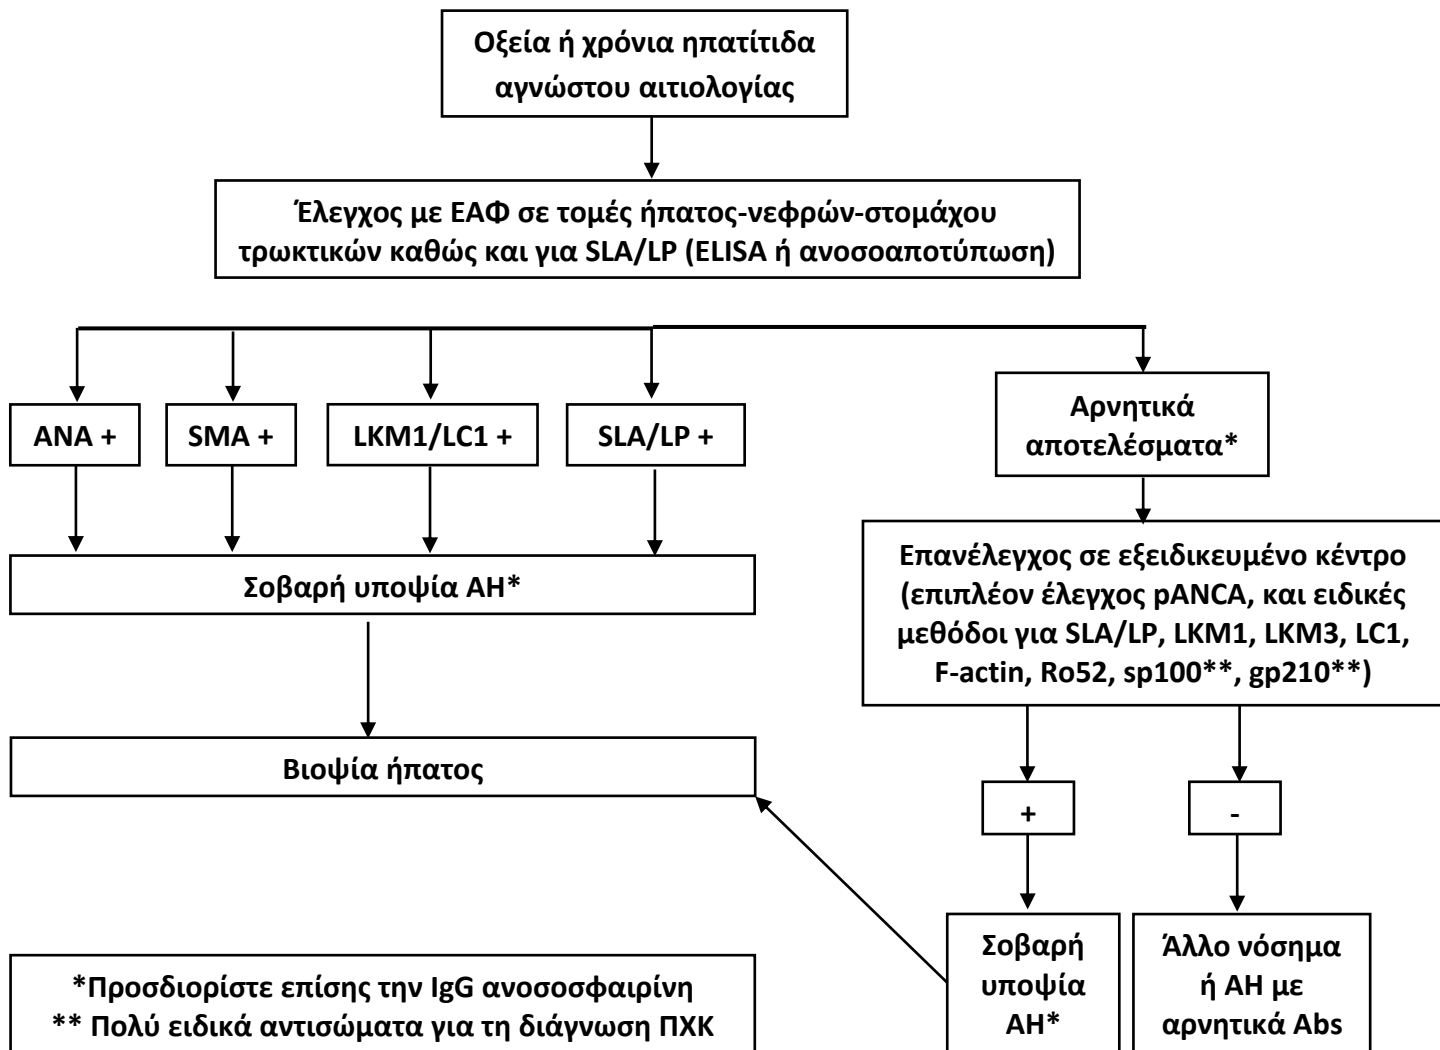 Οξεία ή χρόνια ηπατίτιδα
αγνώστου αιτιολογίας
Έλεγχος με ΕΑΦ σε τομές ήπατος-νεφρών-στομάχου
τρωκτικών καθώς και για SLA/LP (ELISA ή ανοσοαποτύπωση)
ANA +
SMA +
LKM1/LC1 +
SLA/LP +
Αρνητικά
αποτελέσματα*
Σοβαρή υποψία ΑΗ*
Επανέλεγχος σε εξειδικευμένο κέντρο
(επιπλέον έλεγχος pANCA, και ειδικές
μεθόδοι για SLA/LP, LKM1, LKM3, LC1,
F-actin, Ro52, sp100**, gp210**)
Βιοψία ήπατος
+
-
Σοβαρή
υποψία
ΑΗ*
Άλλο νόσημα
ή ΑΗ με
αρνητικά Abs
*Προσδιορίστε επίσης την IgG ανοσοσφαιρίνη
** Πολύ ειδικά αντισώματα για τη διάγνωση ΠΧΚ